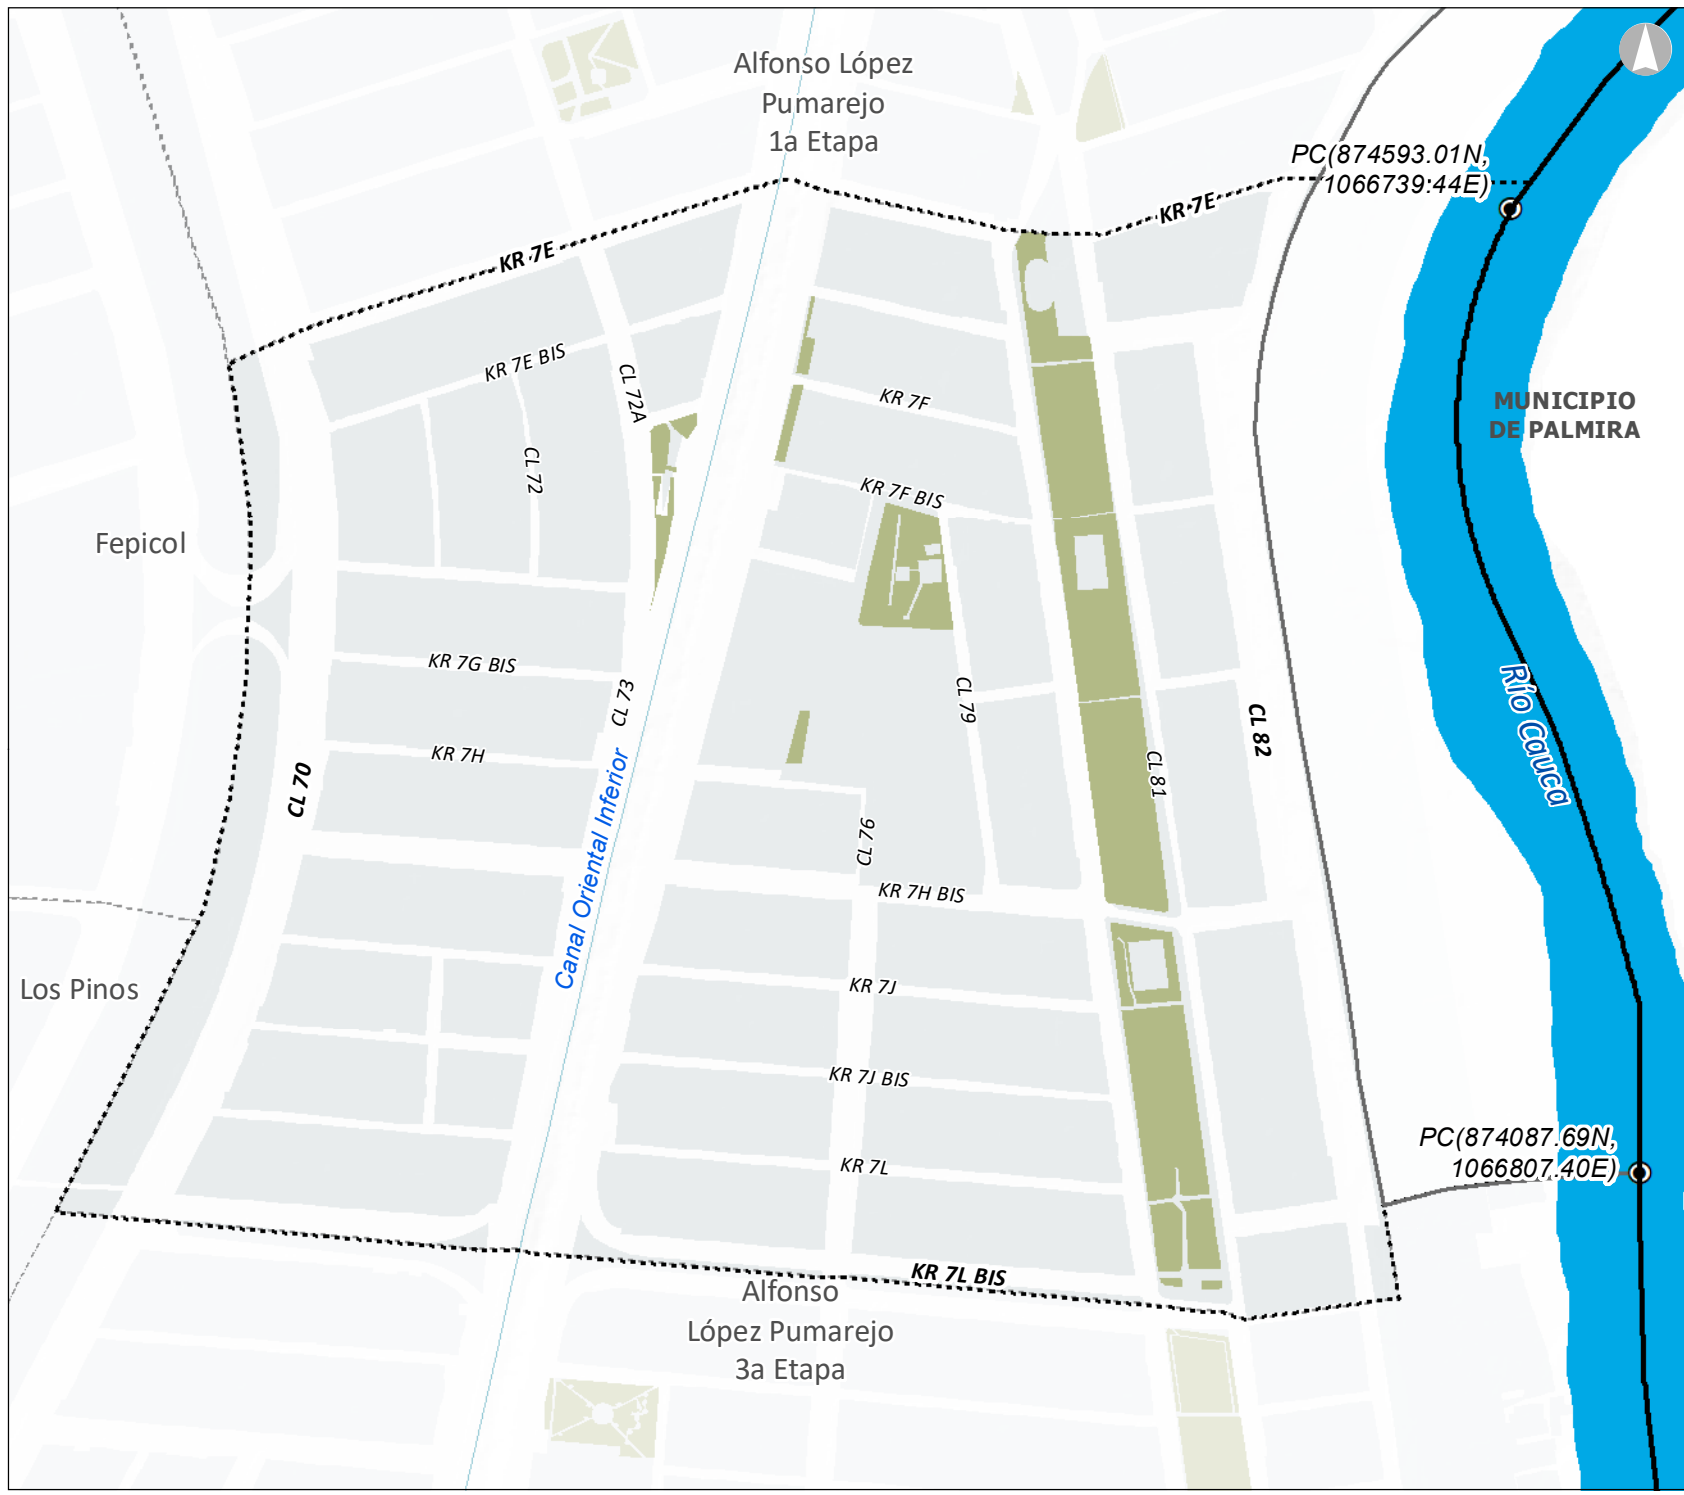 Alfonso López
Pumarejo
1a Etapa
PC(874593.01N,
1066739.44E)
KR 7E
KR 7E
KR 7E BIS
CL 72A
KR 7F
MUNICIPIO
DE PALMIRA
CL 72
KR 7F BIS
Fepicol
KR 7G BIS
CL 73
CL 79
CL 82
Río Cauca
KR 7H
CL 70
CL 81
Canal Oriental Inferior
CL 76
KR 7H BIS
Los Pinos
KR 7J
KR 7J BIS
PC(874087.69N,
1066807.40E)
KR 7L
KR 7L BIS
Alfonso
López Pumarejo
3a Etapa